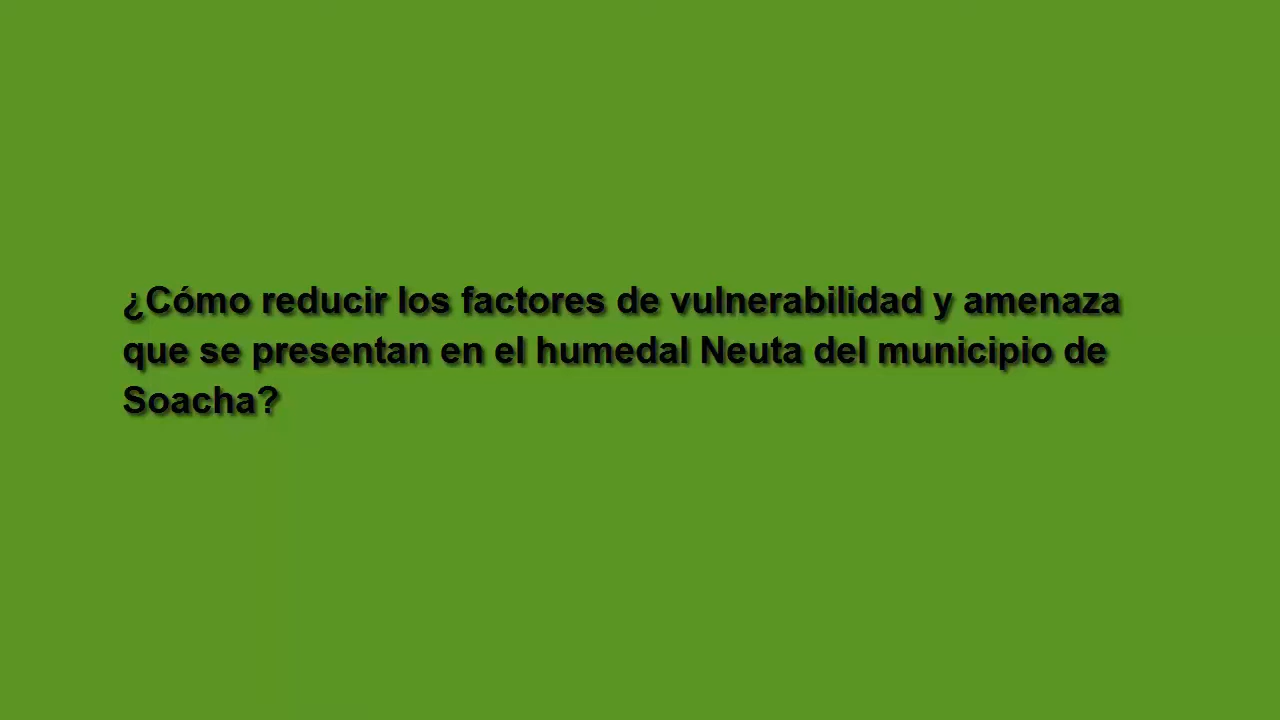 ¿Cómo reducir los factores de vulnerabilidad y amenaza
que se presentan en el humedal Neuta del municipio de
Soacha?